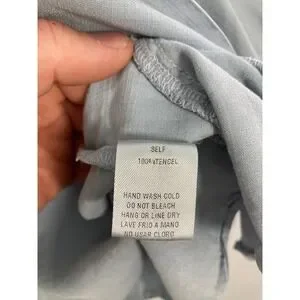 SELF
100% TENCEL
HAND WASH COLD
DO NOT BLEACH
HANG OR LINE DRY
LAVE FRIO A MANO
NO USAR CLORO